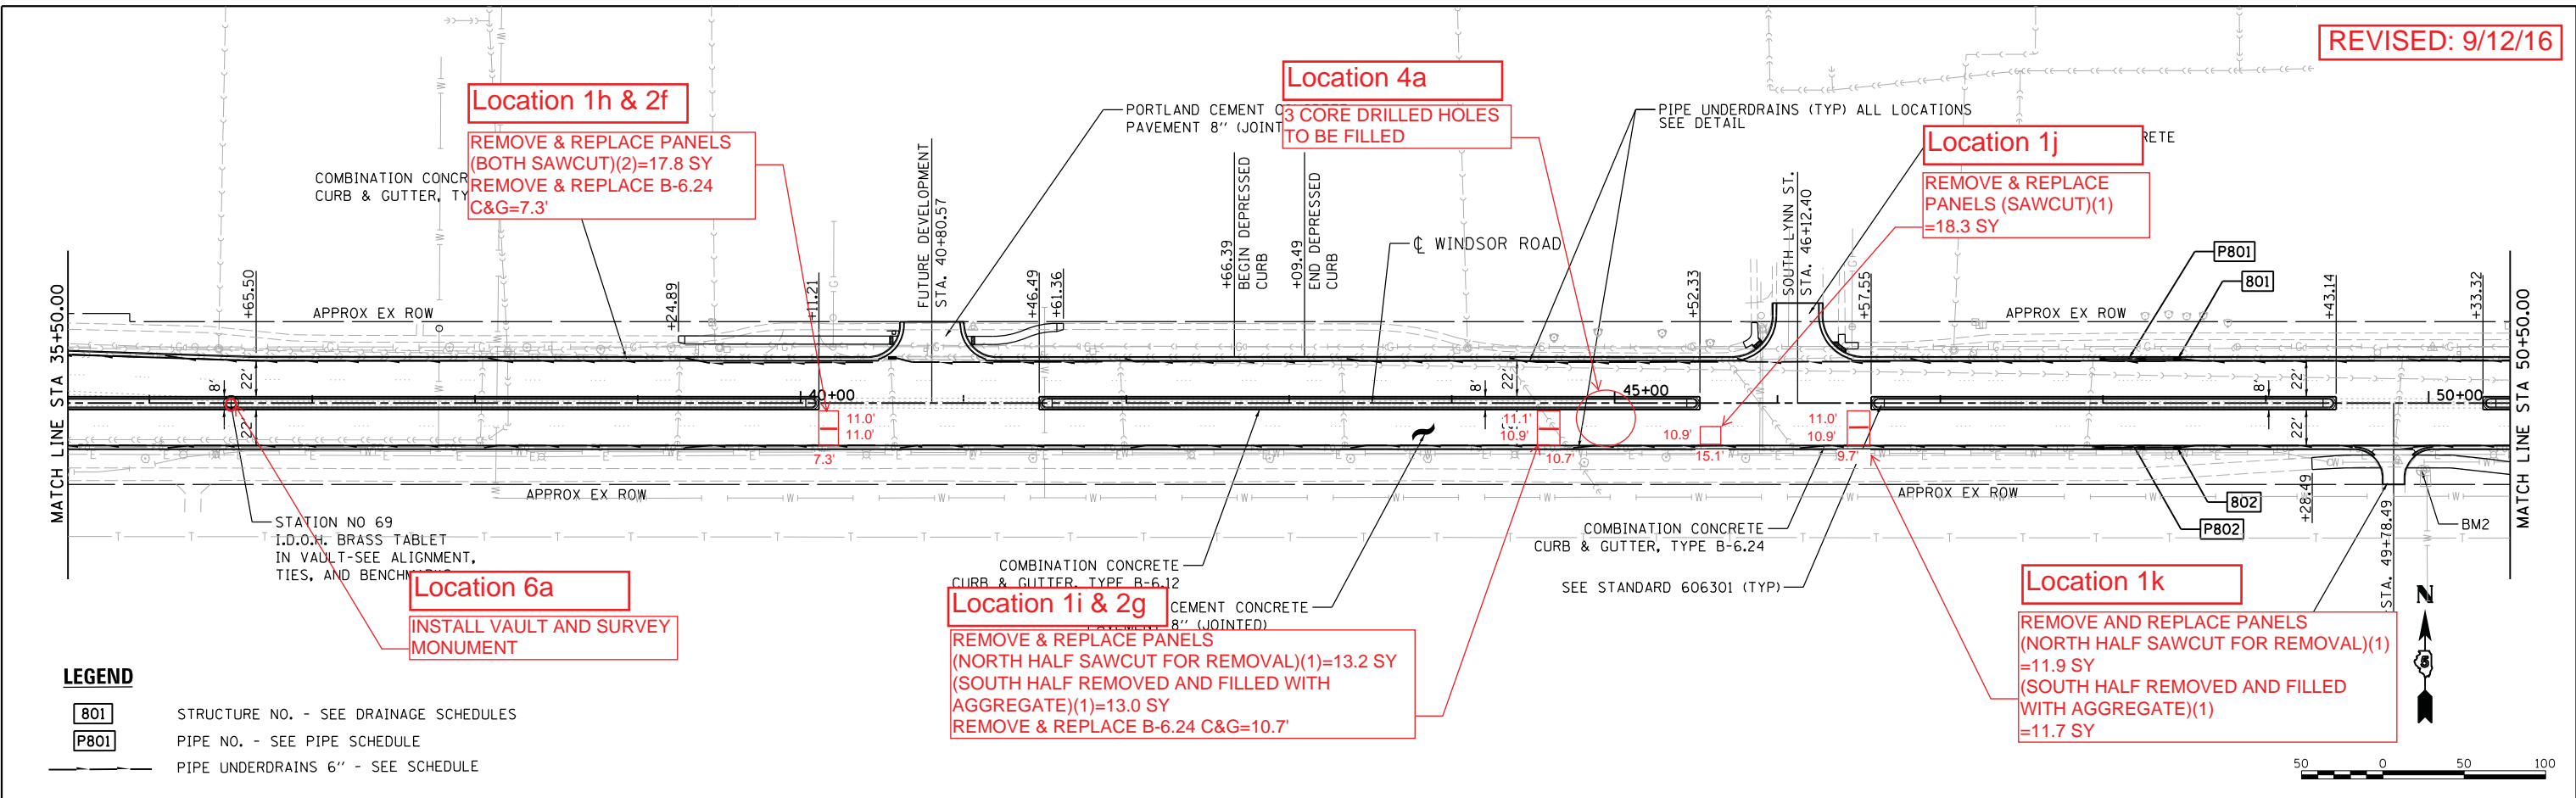 REVISED: 9/12/16
Location 1h & 2f
REMOVE & REPLACE PANELS
(BOTH SAWCUT)(2)=17.8 SY
REMOVE & REPLACE B-6.24
C&G=7.3'
COMBINATION CONCR
CURB & GUTTER, TY
PORTLAND CEMENT
PAVEMENT 8" (JOINT
Location 4a
3 CORE DRILLED HOLES
TO BE FILLED
PIPE UNDERDRAINS (TYP) ALL LOCATIONS
SEE DETAIL
RETE
Location 1j
REMOVE & REPLACE
PANELS (SAWCUT)(1)
=18.3 SY
MATCH LINE STA 35+50.00
+65.50
APPROX EX ROW
+24.89
+11.21
FUTURE DEVELOPMENT
STA. 40+80.57
+46.49
+61.36
+66.39
BEGIN DEPRESSED
CURB
+09.49
END DEPRESSED
CURB
℄ WINDSOR ROAD
+52.33
SOUTH LYNN ST.
STA. 46+12.40
+57.55
P801
801
APPROX EX ROW
+43.14
+33.32
MATCH LINE STA 50+50.00
8'
22'
22'
40+00
8'
22'
45+00
8'
22'
22'
50+00
11.0'
11.0'
7.3'
11.1'
10.9'
10.7'
10.9'
15.1'
11.0'
10.9'
9.7'
APPROX EX ROW
APPROX EX ROW
STATION NO 69
I.D.O.H. BRASS TABLET
IN VAULT-SEE ALIGNMENT,
TIES, AND BENCHMARKS
Location 6a
INSTALL VAULT AND SURVEY
MONUMENT
COMBINATION CONCRETE
CURB & GUTTER, TYPE B-6.12
CEMENT CONCRETE
PAVEMENT 8" (JOINTED)
Location 1i & 2g
REMOVE & REPLACE PANELS
(NORTH HALF SAWCUT FOR REMOVAL)(1)=13.2 SY
(SOUTH HALF REMOVED AND FILLED WITH
AGGREGATE)(1)=13.0 SY
REMOVE & REPLACE B-6.24 C&G=10.7'
COMBINATION CONCRETE
CURB & GUTTER, TYPE B-6.24
SEE STANDARD 606301 (TYP)
802
P802
+28.49
STA. 49+78.49
BM2
Location 1k
REMOVE AND REPLACE PANELS
(NORTH HALF SAWCUT FOR REMOVAL)(1)
=11.9 SY
(SOUTH HALF REMOVED AND FILLED
WITH AGGREGATE)(1)
=11.7 SY
N
5
LEGEND
801 STRUCTURE NO. - SEE DRAINAGE SCHEDULES
P801 PIPE NO. - SEE PIPE SCHEDULE
PIPE UNDERDRAINS 6" - SEE SCHEDULE
50 0 50 100